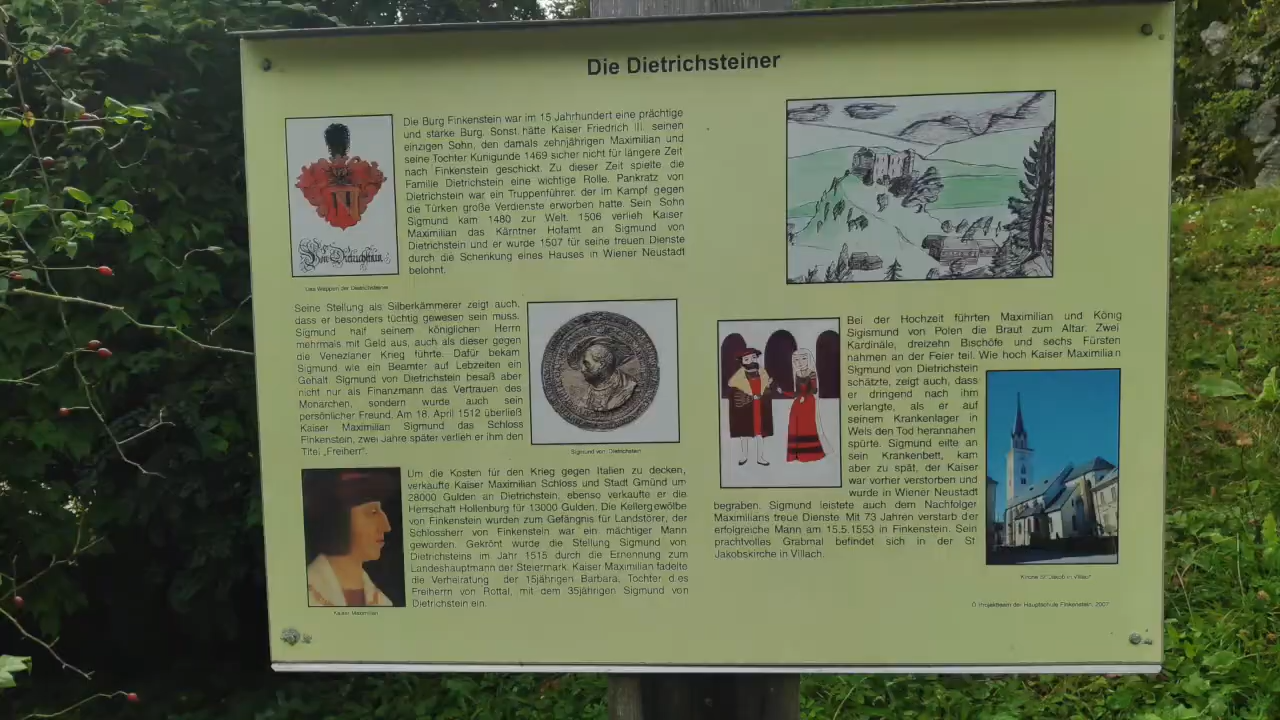 Die Dietrichsteiner
Die Burg Finkenstein war im 15 Jahrhundert eine prächtige
und starke Burg. Sonst hätte Kaiser Friedrich III. seinen
einzigen Sohn, den damals zehnjährigen Maximilian und
seine Tochter Kunigunde 1469 sicher nicht für längere Zeit
nach Finkenstein geschickt. Zu dieser Zeit spielte die
Familie Dietrichstein eine wichtige Rolle. Pankratz von
Dietrichstein war ein Truppenführer, der im Kampf gegen
die Türken große Verdienste erworben hatte. Sein Sohn
Sigmund kam 1480 zur Welt. 1506 verlieh Kaiser
Maximilian das Kärntner Hofamt an Sigmund von
Dietrichstein und er wurde 1507 für seine treuen Dienste
durch die Schenkung eines Hauses in Wiener Neustadt
belohnt.
Von Dietrichstain
Das Wappen der Dietrichsteiner
Seine Stellung als Silberkämmerer zeigt auch,
dass er besonders tüchtig gewesen sein muss.
Sigmund half seinem königlichen Herrn
mehrmals mit Geld aus, auch als dieser gegen
die Venezianer Krieg führte. Dafür bekam
Sigmund wie ein Beamter auf Lebzeiten ein
Gehalt Sigmund von Dietrichstein besaß aber
nicht nur als Finanzmann das Vertrauen des
Monarchen, sondern wurde auch sein
persönlicher Freund. Am 18. April 1512 überließ
Kaiser Maximilian Sigmund das Schloss
Finkenstein, zwei Jahre später verlieh er ihm den
Titel „Freiherr".
Sigmund von Dietrichstein
Um die Kosten für den Krieg gegen Italien zu decken,
verkaufte Kaiser Maximilian Schloss und Stadt Gmünd um
28000 Gulden an Dietrichstein, ebenso verkaufte er die
Herrschaft Hollenburg für 13000 Gulden. Die Kellergewölbe
von Finkenstein wurden zum Gefängnis für Landstörer, der
Schlossherr von Finkenstein war ein mächtiger Mann
geworden. Gekrönt wurde die Stellung Sigmund von
Dietrichsteins im Jahr 1515 durch die Ernennung zum
Landeshauptmann der Steiermark. Kaiser Maximilian fädelte
die Verheiratung der 15jährigen Barbara, Tochter des
Freiherrn von Rottal, mit dem 35jährigen Sigmund von
Dietrichstein ein.
Kaiser Maximilian
Bei der Hochzeit führten Maximilian und König
Sigismund von Polen die Braut zum Altar. Zwei
Kardinäle, dreizehn Bischöfe und sechs Fürsten
nahmen an der Feier teil. Wie hoch Kaiser Maximilian
Sigmund von Dietrichstein
schätzte, zeigt auch, dass
er dringend nach ihm
verlangte, als er auf
seinem Krankenlager in
Wels den Tod herannahen
spürte. Sigmund eilte an
sein Krankenbett, kam
aber zu spät, der Kaiser
war vorher verstorben und
wurde in Wiener Neustadt
begraben. Sigmund leistete auch dem Nachfolger
Maximilians treue Dienste. Mit 73 Jahren verstarb der
erfolgreiche Mann am 15.5.1553 in Finkenstein. Sein
prachtvolles Grabmal befindet sich in der St
Jakobskirche in Villach.
Kirche St. Jakob in Villach
© Projektteam der Hauptschule Finkenstein, 2007